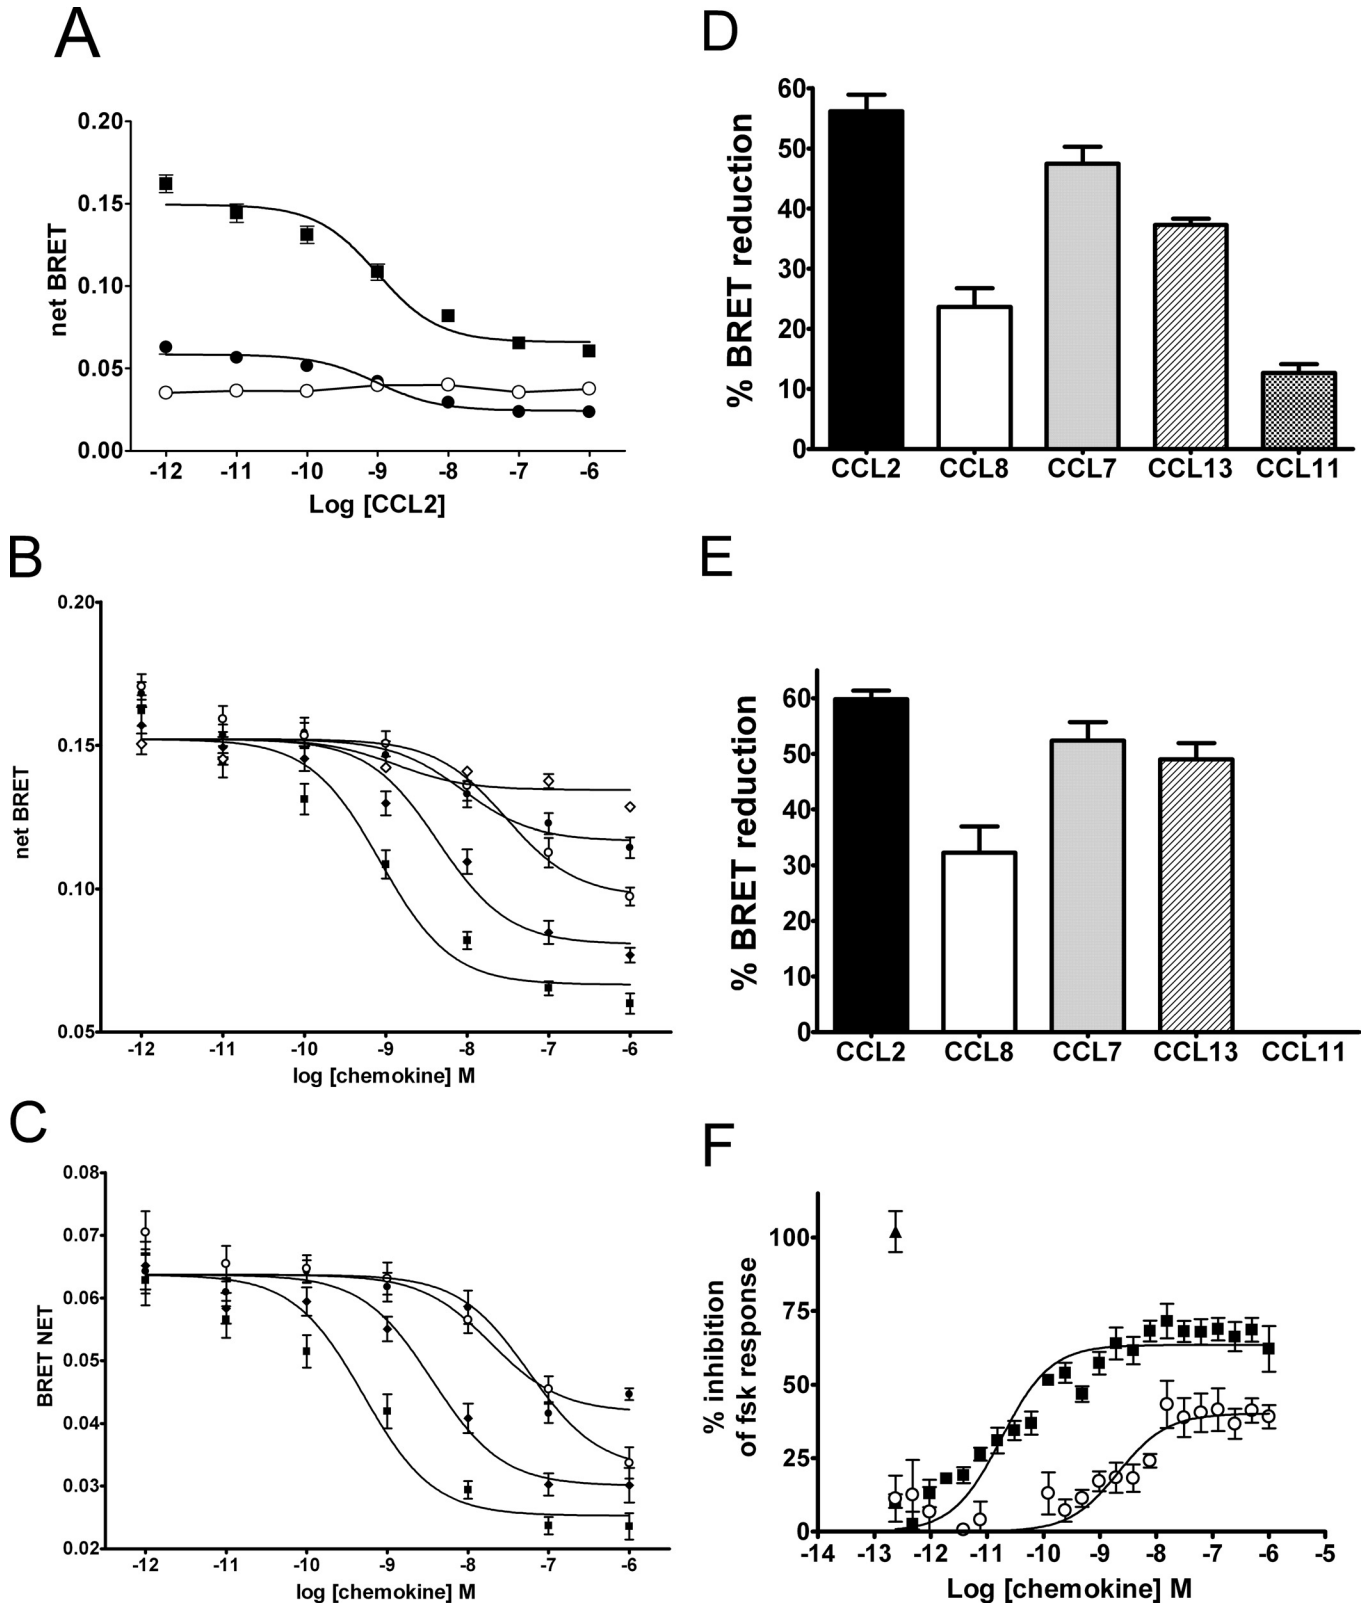 A
0.20
0.15
0.10
0.05
0.00
net BRET
-12 -11 -10 -9 -8 -7 -6
Log [CCL2]
B
0.20
0.15
0.10
0.05
net BRET
-12 -11 -10 -9 -8 -7 -6
log [chemokine] M
C
0.08
0.07
0.06
0.05
0.04
0.03
0.02
BRET NET
-12 -11 -10 -9 -8 -7 -6
log [chemokine] M
D
60
50
40
30
20
10
0
% BRET reduction
CCL2 CCL8 CCL7 CCL13 CCL11
E
60
50
40
30
20
10
0
% BRET reduction
CCL2 CCL8 CCL7 CCL13 CCL11
F
100
75
50
25
0
% inhibition
of fsk response
-14 -13 -12 -11 -10 -9 -8 -7 -6 -5
Log [chemokine] M